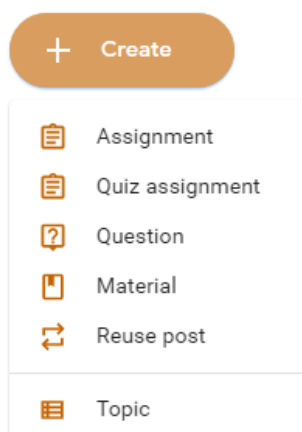 Create
Assignment
Quiz assignment
Question
Material
Reuse post
Topic